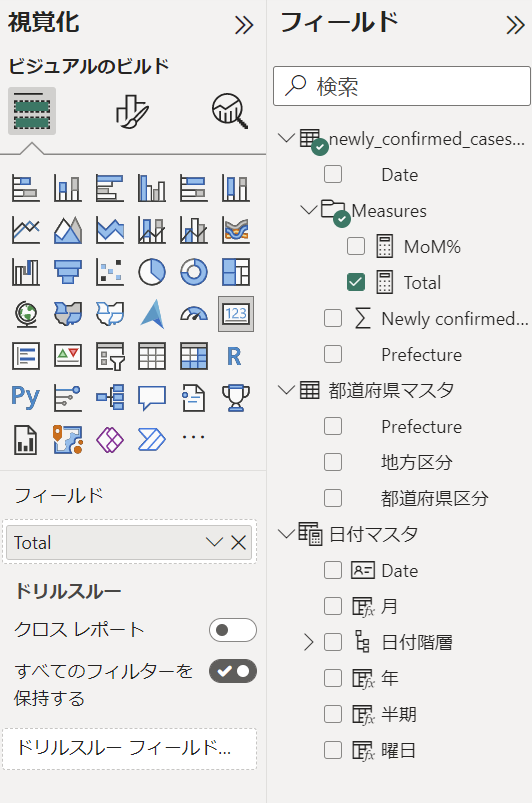 視覚化
ビジュアルのビルド
123
R
Py
フィールド
Total
ドリルスルー
クロス レポート
すべてのフィルターを
保持する
ドリルスルー フィールド...
フィールド
検索
newly_confirmed_cases...
Date
Measures
MoM%
Total
Newly confirmed...
Prefecture
都道府県マスタ
Prefecture
地方区分
都道府県区分
日付マスタ
Date
月
日付階層
年
半期
曜日